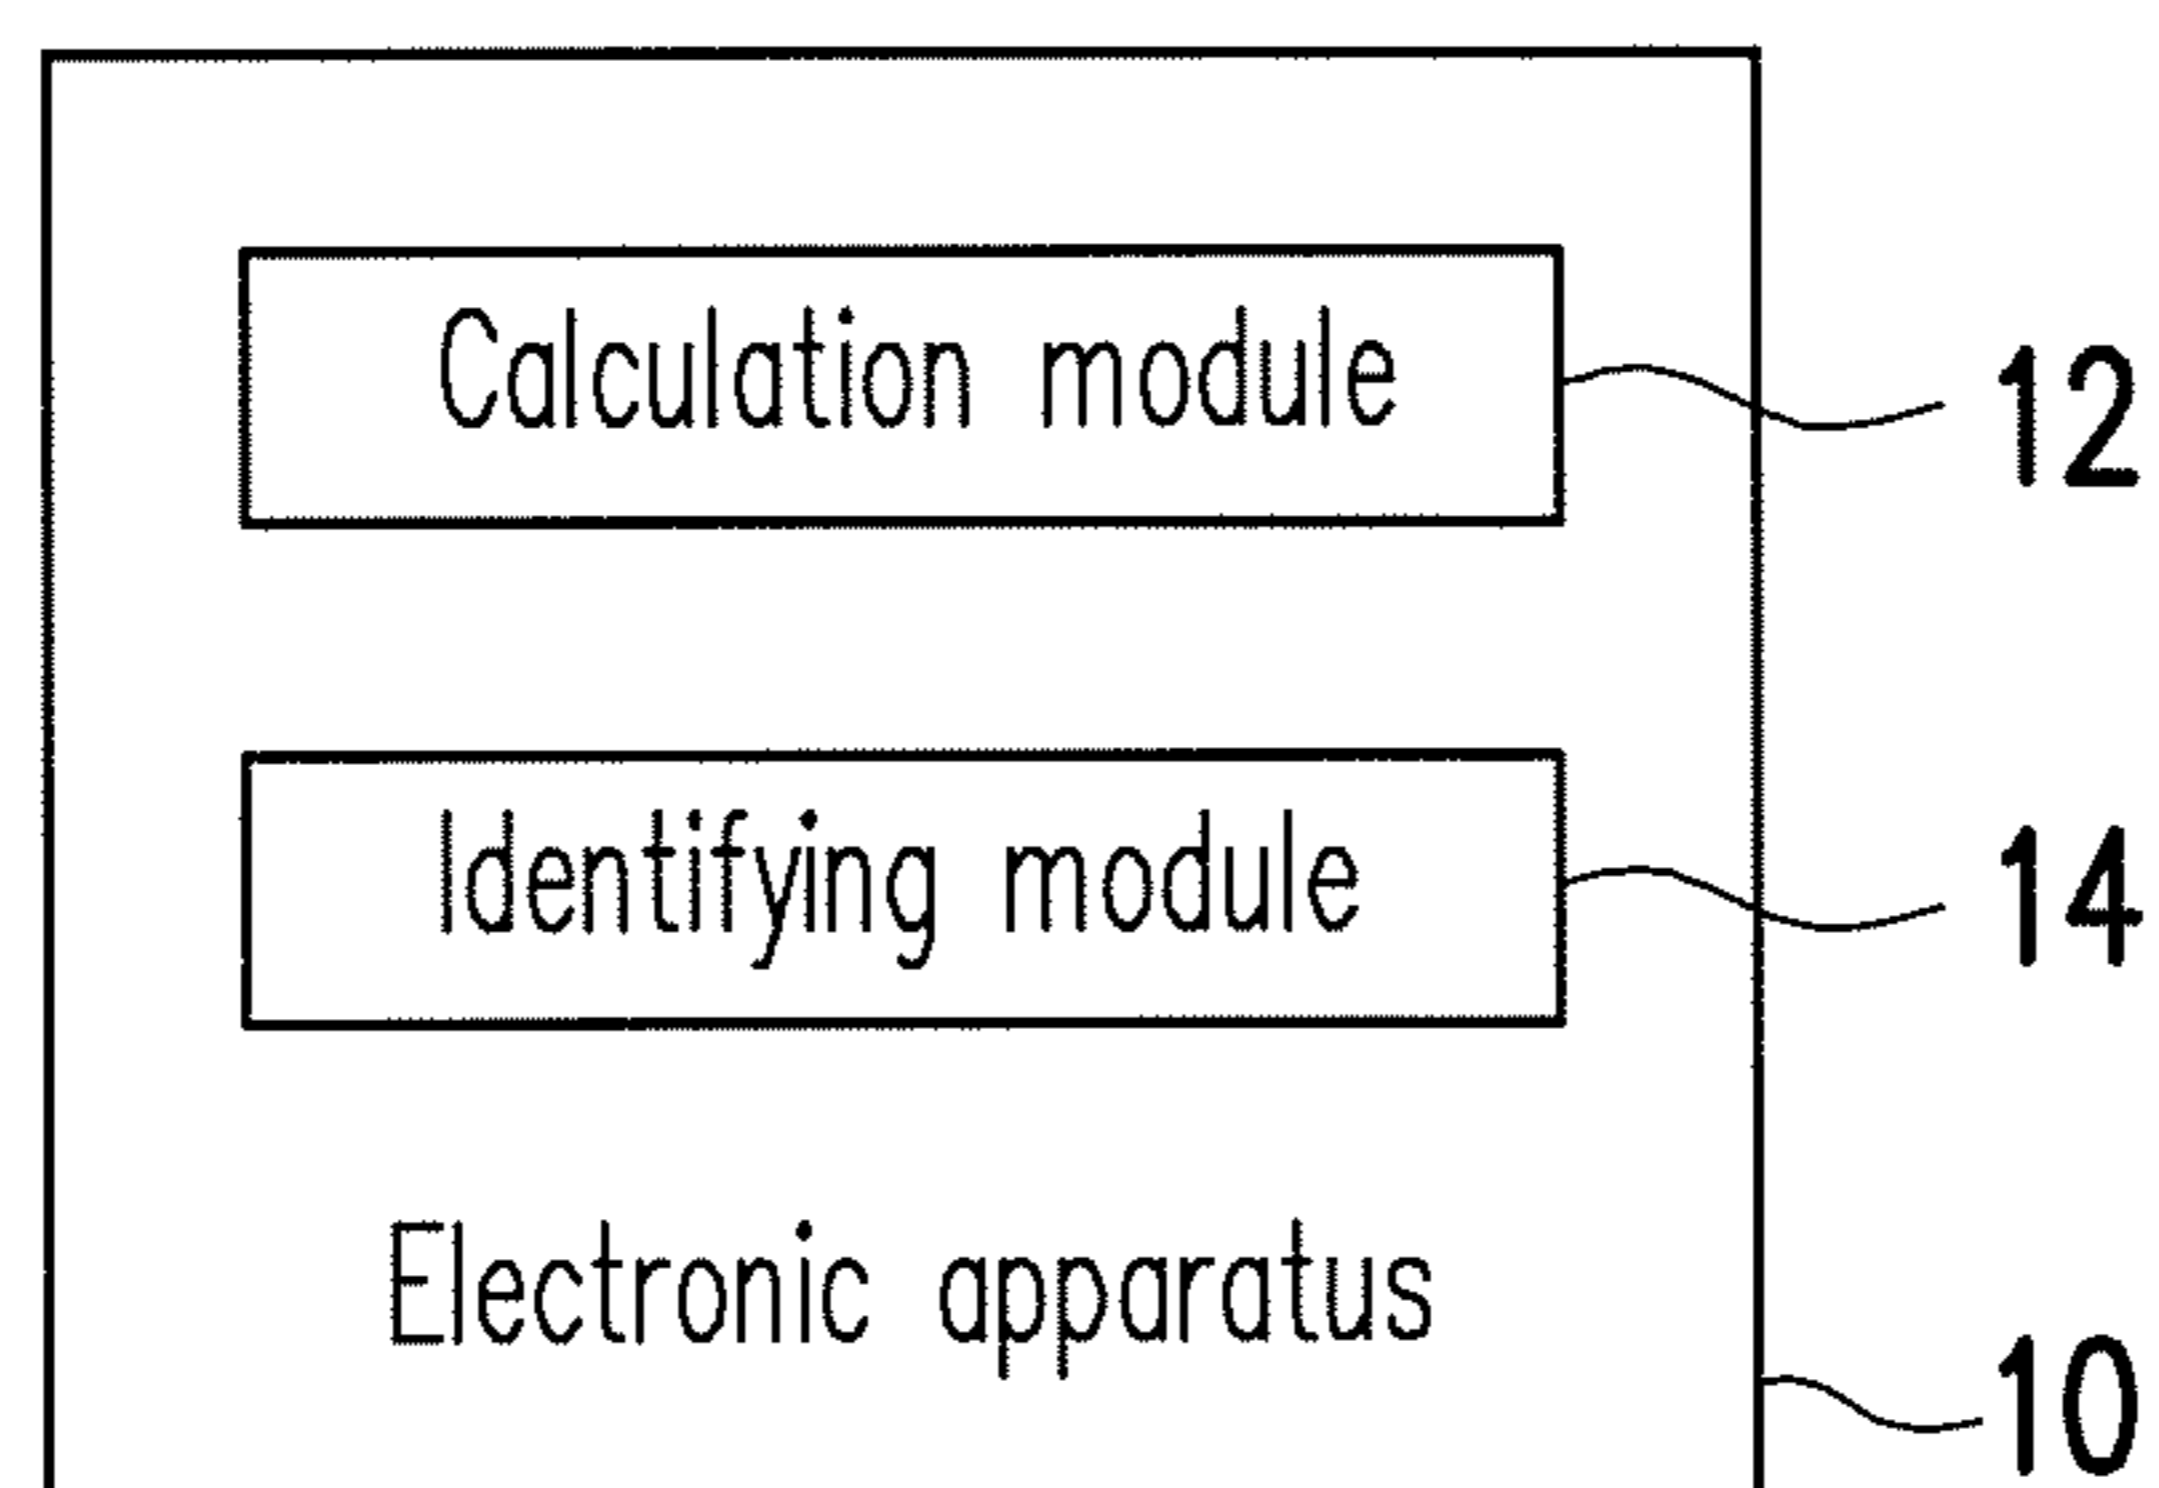 Calculation module
12
Identifying module
14
Electronic apparatus
10